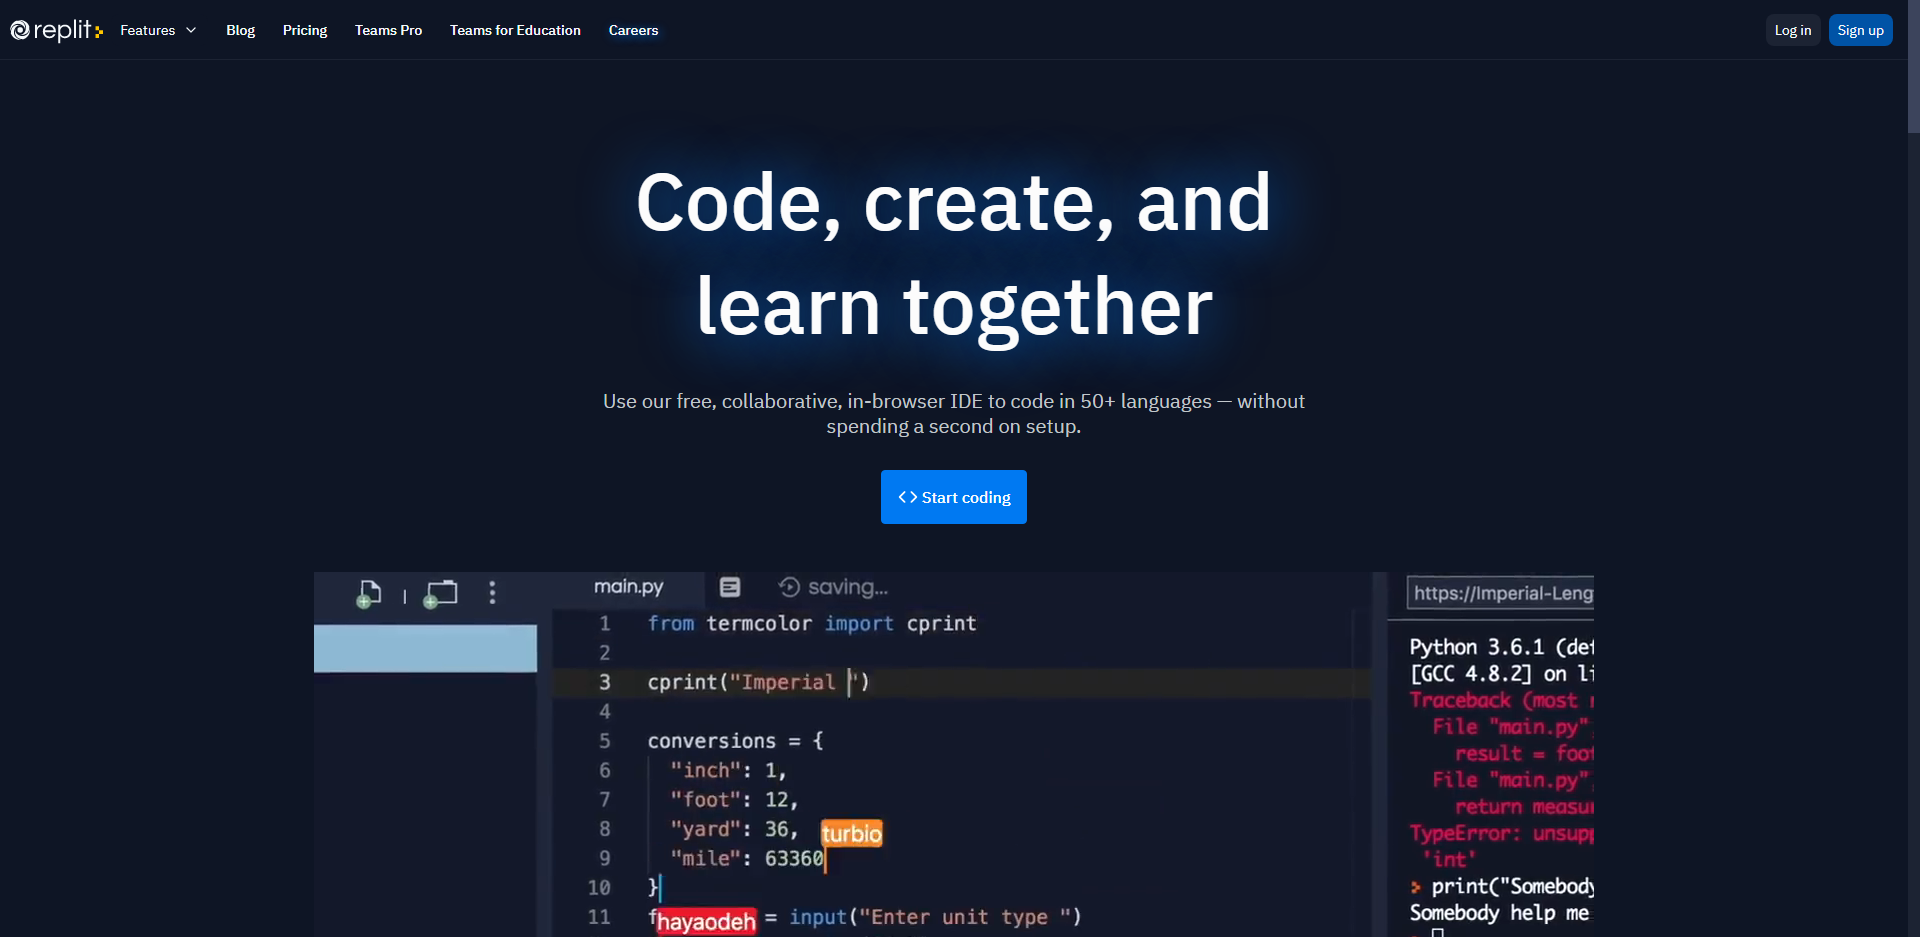 replit Features Blog Pricing Teams Pro Teams for Education Careers Log in Sign up
Code, create, and
learn together
Use our free, collaborative, in-browser IDE to code in 50+ languages — without
spending a second on setup.
<> Start coding
main.py saving...
1 from termcolor import cprint
2
3 cprint("Imperial ")
4
5 conversions = {
6 "inch": 1,
7 "foot": 12,
8 "yard": 36, turbio
9 "mile": 63360
10 }
11 f hayaodeh = input("Enter unit type ")
https://Imperial-Leng
Python 3.6.1 (def
[GCC 4.8.2] on li
Traceback (most r
File "main.py",
result = foot
File "main.py"
return measur
TypeError: unsupp
'int'
print("Somebody
Somebody help me